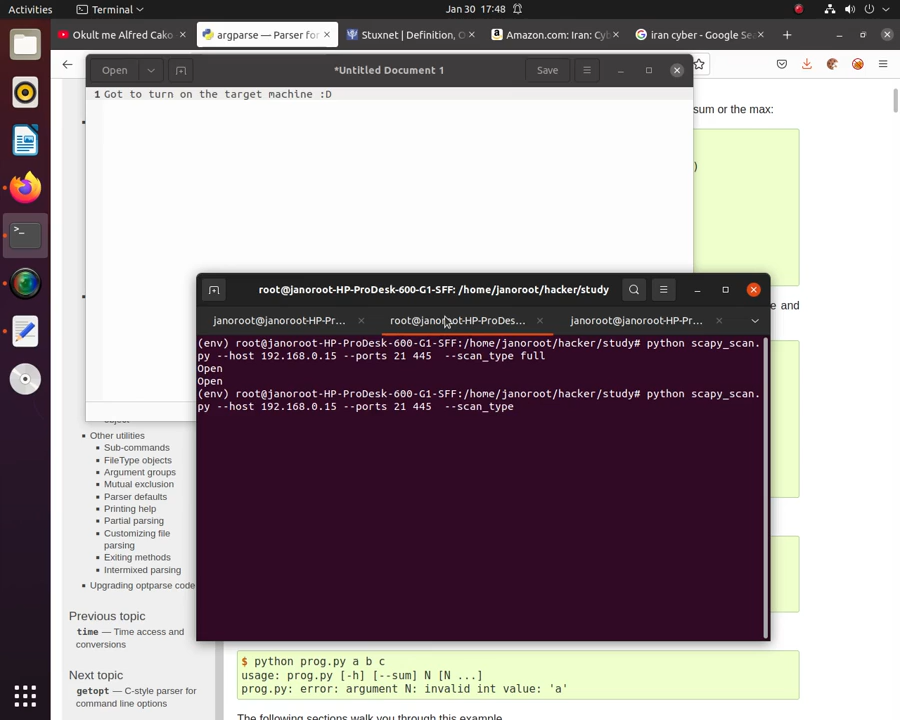 Activities
Terminal
Jan 30 17:48
Okult me Alfred Cako
argparse — Parser for
Stuxnet | Definition, O
Amazon.com: Iran: Cyb
iran cyber - Google Sea
Open
*Untitled Document 1
Save
1 Got to turn on the target machine :D
sum or the max:
)
e and
root@janoroot-HP-ProDesk-600-G1-SFF: /home/janoroot/hacker/study
janoroot@janoroot-HP-Pr...
root@janoroot-HP-ProDes...
janoroot@janoroot-HP-Pr...
(env) root@janoroot-HP-ProDesk-600-G1-SFF:/home/janoroot/hacker/study# python scapy_scan.
py --host 192.168.0.15 --ports 21 445  --scan_type full
Open
Open
(env) root@janoroot-HP-ProDesk-600-G1-SFF:/home/janoroot/hacker/study# python scapy_scan.
py --host 192.168.0.15 --ports 21 445  --scan_type
object
Other utilities
Sub-commands
FileType objects
Argument groups
Mutual exclusion
Parser defaults
Printing help
Partial parsing
Customizing file
parsing
Exiting methods
Intermixed parsing
Upgrading optparse code
Previous topic
time — Time access and
conversions
Next topic
getopt — C-style parser for
command line options
$ python prog.py a b c
usage: prog.py [-h] [--sum] N [N ...]
prog.py: error: argument N: invalid int value: 'a'
The following sections walk you through this example.